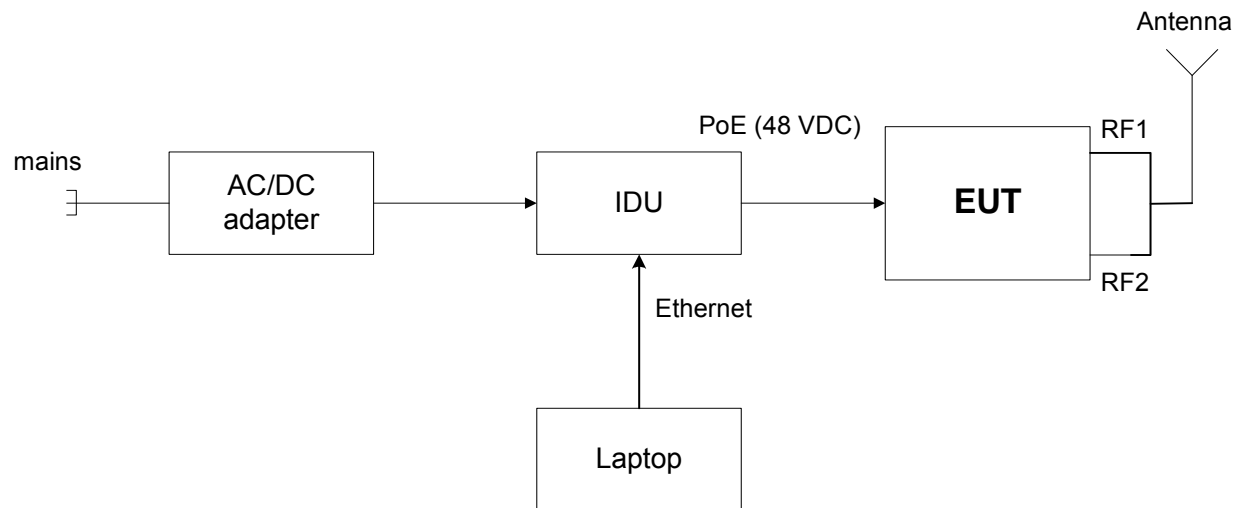 Antenna
PoE (48 VDC)
RF1
mains
AC/DC
adapter
IDU
EUT
RF2
Ethernet
Laptop